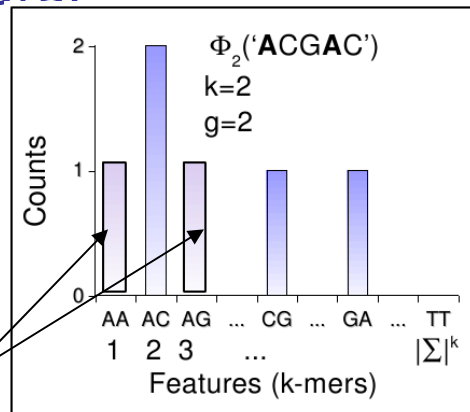 2
Φ₂('ACGAC')
k=2
g=2
1
Counts
0
AA AC AG ... CG ... GA ... TT
1 2 3 ... |Σ|ᵏ
Features (k-mers)